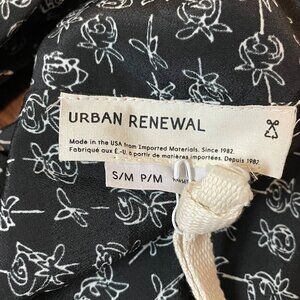 URBAN RENEWAL
Made in the USA from Imported Materials. Since 1982.
Fabriqué aux É.-U. à partir de matières importées. Depuis 1982
S/M P/M